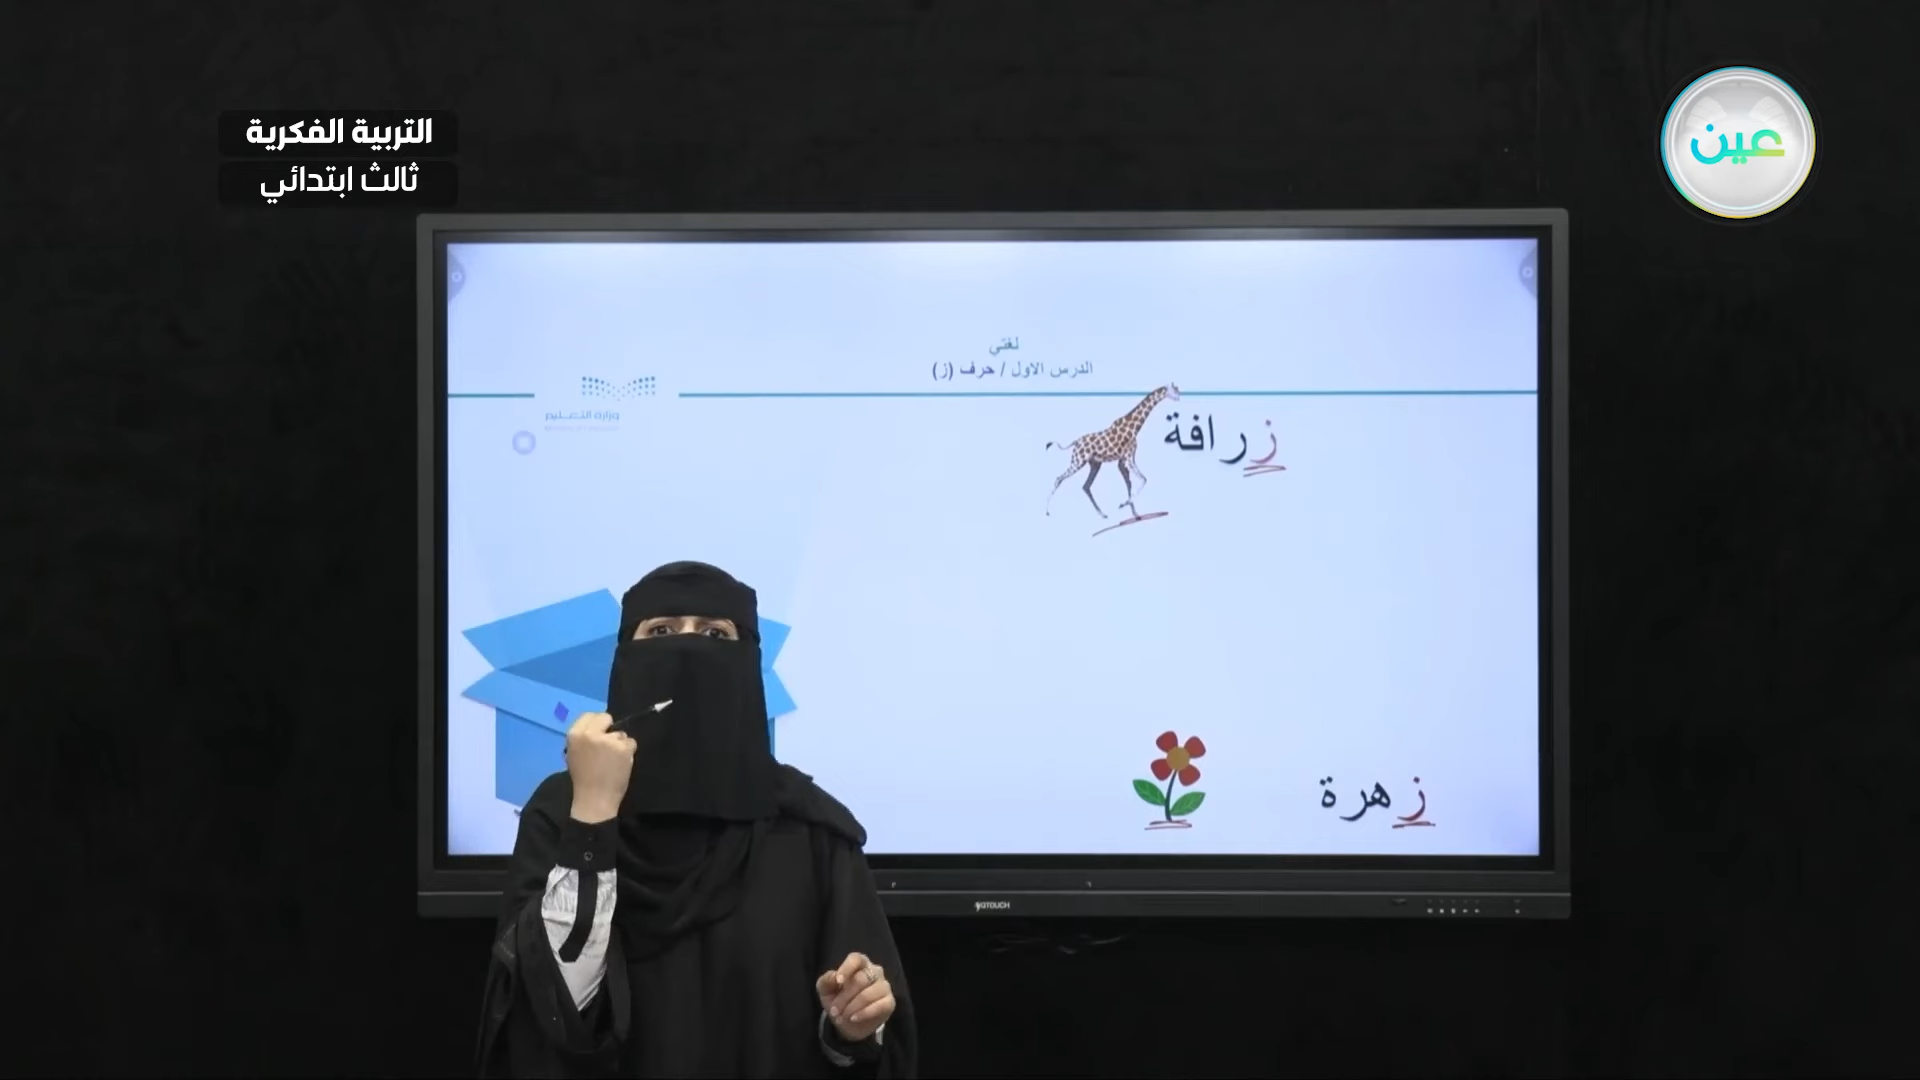 التربية الفكرية
ثالث ابتدائي
عين
لغتي
الدرس الاول / حرف (ز)
وزارة التعليم
زرافة
زهرة